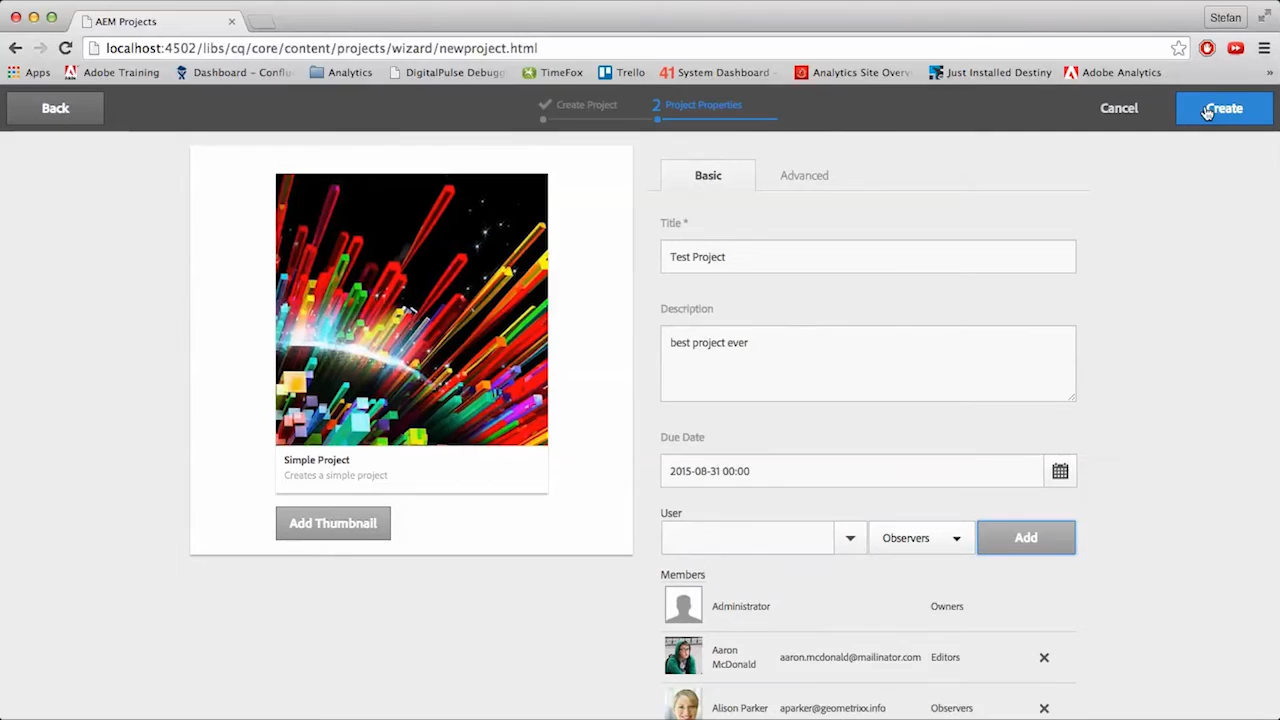 AEM Projects
Stefan
localhost:4502/libs/cq/core/content/projects/wizard/newproject.html
Apps
Adobe Training
Dashboard – Conflu
Analytic
DigitalPulse Debugg
TimeFox
Trello
41 System Dashboard -
Analytics Site Overv
Just Installed Destiny
Adobe Analytics
»
Back
Create Project
2 Project Properties
Cancel
Create
Basic
Advanced
Title *
Test Project
Description
best project ever
Due Date
2015-08-31 00:00
User
Observers
Add
Members
Administrator
Owners
Aaron
McDonald
aaron.mcdonald@mailinator.com
Editors
Alison Parker
aparker@geometrixx.info
Observers
Simple Project
Creates a simple project
Add Thumbnail